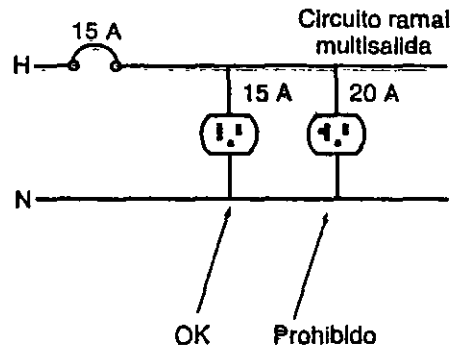 15 A
Circuito ramal
multisalida
H
15 A
20 A
N
OK
Prohibido